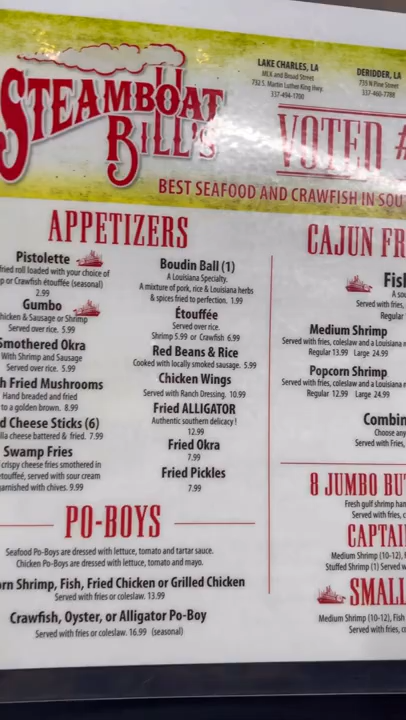 STEAMBOAT
BILL'S
LAKE CHARLES, LA
MLK and Broad Street
732 S. Martin Luther King Hwy.
337-494-1700
DERIDDER, LA
715 N Pine Street
337-460-7788
VOTED #
BEST SEAFOOD AND CRAWFISH IN SOU
APPETIZERS
Pistolette
ried roll loaded with your choice of
p or Crawfish étouffée (seasonal)
2.99
Gumbo
hicken & Sausage or Shrimp
Served over rice. 5.99
Smothered Okra
With Shrimp and Sausage
Served over rice. 5.99
h Fried Mushrooms
Hand breaded and fried
to a golden brown. 8.99
d Cheese Sticks (6)
lla cheese battered & fried. 7.99
Swamp Fries
crispy cheese fries smothered in
touffée, served with sour cream
garnished with chives. 9.99
Boudin Ball (1)
A Louisiana Specialty.
A mixture of pork, rice & Louisiana herbs
& spices fried to perfection. 1.99
Étouffée
Served over rice.
Shrimp 5.99 or Crawfish 6.99
Red Beans & Rice
Cooked with locally smoked sausage. 5.99
Chicken Wings
Served with Ranch Dressing. 10.99
Fried ALLIGATOR
Authentic southern delicacy!
12.99
Fried Okra
7.99
Fried Pickles
7.99
PO-BOYS
Seafood Po-Boys are dressed with lettuce, tomato and tartar sauce.
Chicken Po-Boys are dressed with lettuce, tomato and mayo.
orn Shrimp, Fish, Fried Chicken or Grilled Chicken
Served with fries or coleslaw. 13.99
Crawfish, Oyster, or Alligator Po-Boy
Served with fries or coleslaw. 16.99 (seasonal)
CAJUN FR
Fish
A so
Served with fries,
Regular
Medium Shrimp
Served with fries, coleslaw and a Louisiana
Regular 13.99 Large 24.99
Popcorn Shrimp
Served with fries, coleslaw and a Louisiana
Regular 12.99 Large 24.99
Combin
Choose any
Served with Fries,
8 JUMBO BU
Fresh gulf shrimp han
Served with fries, c
CAPTAI
Medium Shrimp (10-12),
Stuffed Shrimp (1) Served w
SMALL
Medium Shrimp (10-12), Fish
Served with fries, co